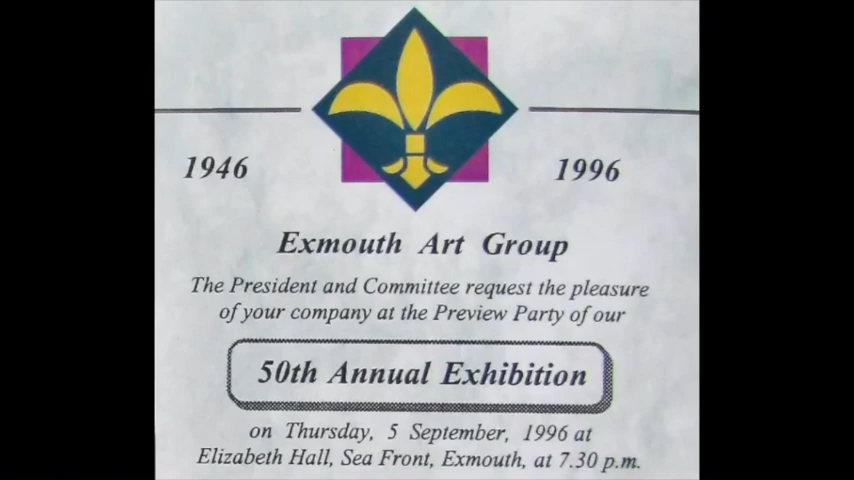 1946 1996
Exmouth Art Group
The President and Committee request the pleasure
of your company at the Preview Party of our
50th Annual Exhibition
on Thursday, 5 September, 1996 at
Elizabeth Hall, Sea Front, Exmouth, at 7.30 p.m.